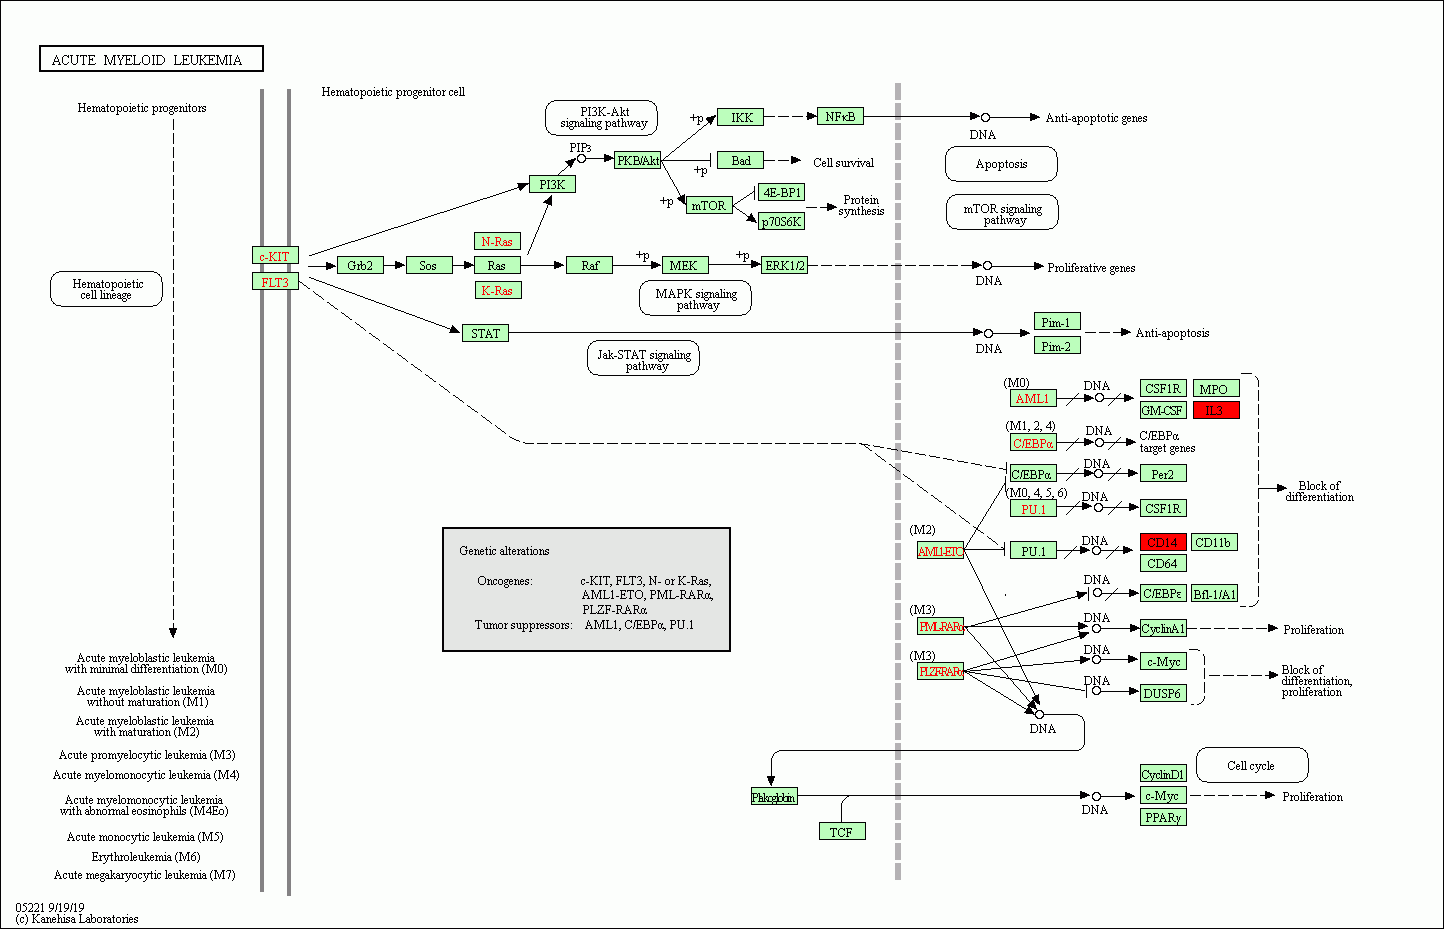 ACUTE MYELOID LEUKEMIA
Hematopoietic progenitors
Hematopoietic progenitor cell
PI3K-Akt
signaling pathway
+p
IKK
NFκB
DNA
Anti-apoptotic genes
PIP3
PKB/Akt
+p
Bad
Cell survival
Apoptosis
PI3K
+p
mTOR
4E-BP1
p70S6K
Protein
synthesis
mTOR signaling
pathway
c-KIT
FLT3
Grb2
Sos
N-Ras
Ras
K-Ras
Raf
+p
MEK
+p
ERK1/2
DNA
Proliferative genes
MAPK signaling
pathway
Hematopoietic
cell lineage
STAT
Jak-STAT signaling
pathway
DNA
Pim-1
Pim-2
Anti-apoptosis
(M0)
AML1
DNA
CSF1R
MPO
GM-CSF
IL3
(M1, 2, 4)
C/EBPα
DNA
C/EBPα
target genes
C/EBPα
DNA
Per2
(M0, 4, 5, 6)
PU.1
DNA
CSF1R
Block of
differentiation
(M2)
AML1-ETO
PU.1
DNA
CD14
CD11b
CD64
DNA
C/EBPε
Bfl-1/A1
(M3)
PML-RARα
DNA
CyclinA1
Proliferation
(M3)
PLZF-RARα
DNA
c-Myc
DNA
DUSP6
Block of
differentiation,
proliferation
DNA
Genetic alterations
Oncogenes: c-KIT, FLT3, N- or K-Ras,
AML1-ETO, PML-RARα,
PLZF-RARα
Tumor suppressors: AML1, C/EBPα, PU.1
Plakoglobin
TCF
DNA
CyclinD1
c-Myc
PPARγ
Cell cycle
Proliferation
Acute myeloblastic leukemia
with minimal differentiation (M0)
Acute myeloblastic leukemia
without maturation (M1)
Acute myeloblastic leukemia
with maturation (M2)
Acute promyelocytic leukemia (M3)
Acute myelomonocytic leukemia (M4)
Acute myelomonocytic leukemia
with abnormal eosinophils (M4Eo)
Acute monocytic leukemia (M5)
Erythroleukemia (M6)
Acute megakaryocytic leukemia (M7)
05221 9/19/19
(c) Kanehisa Laboratories